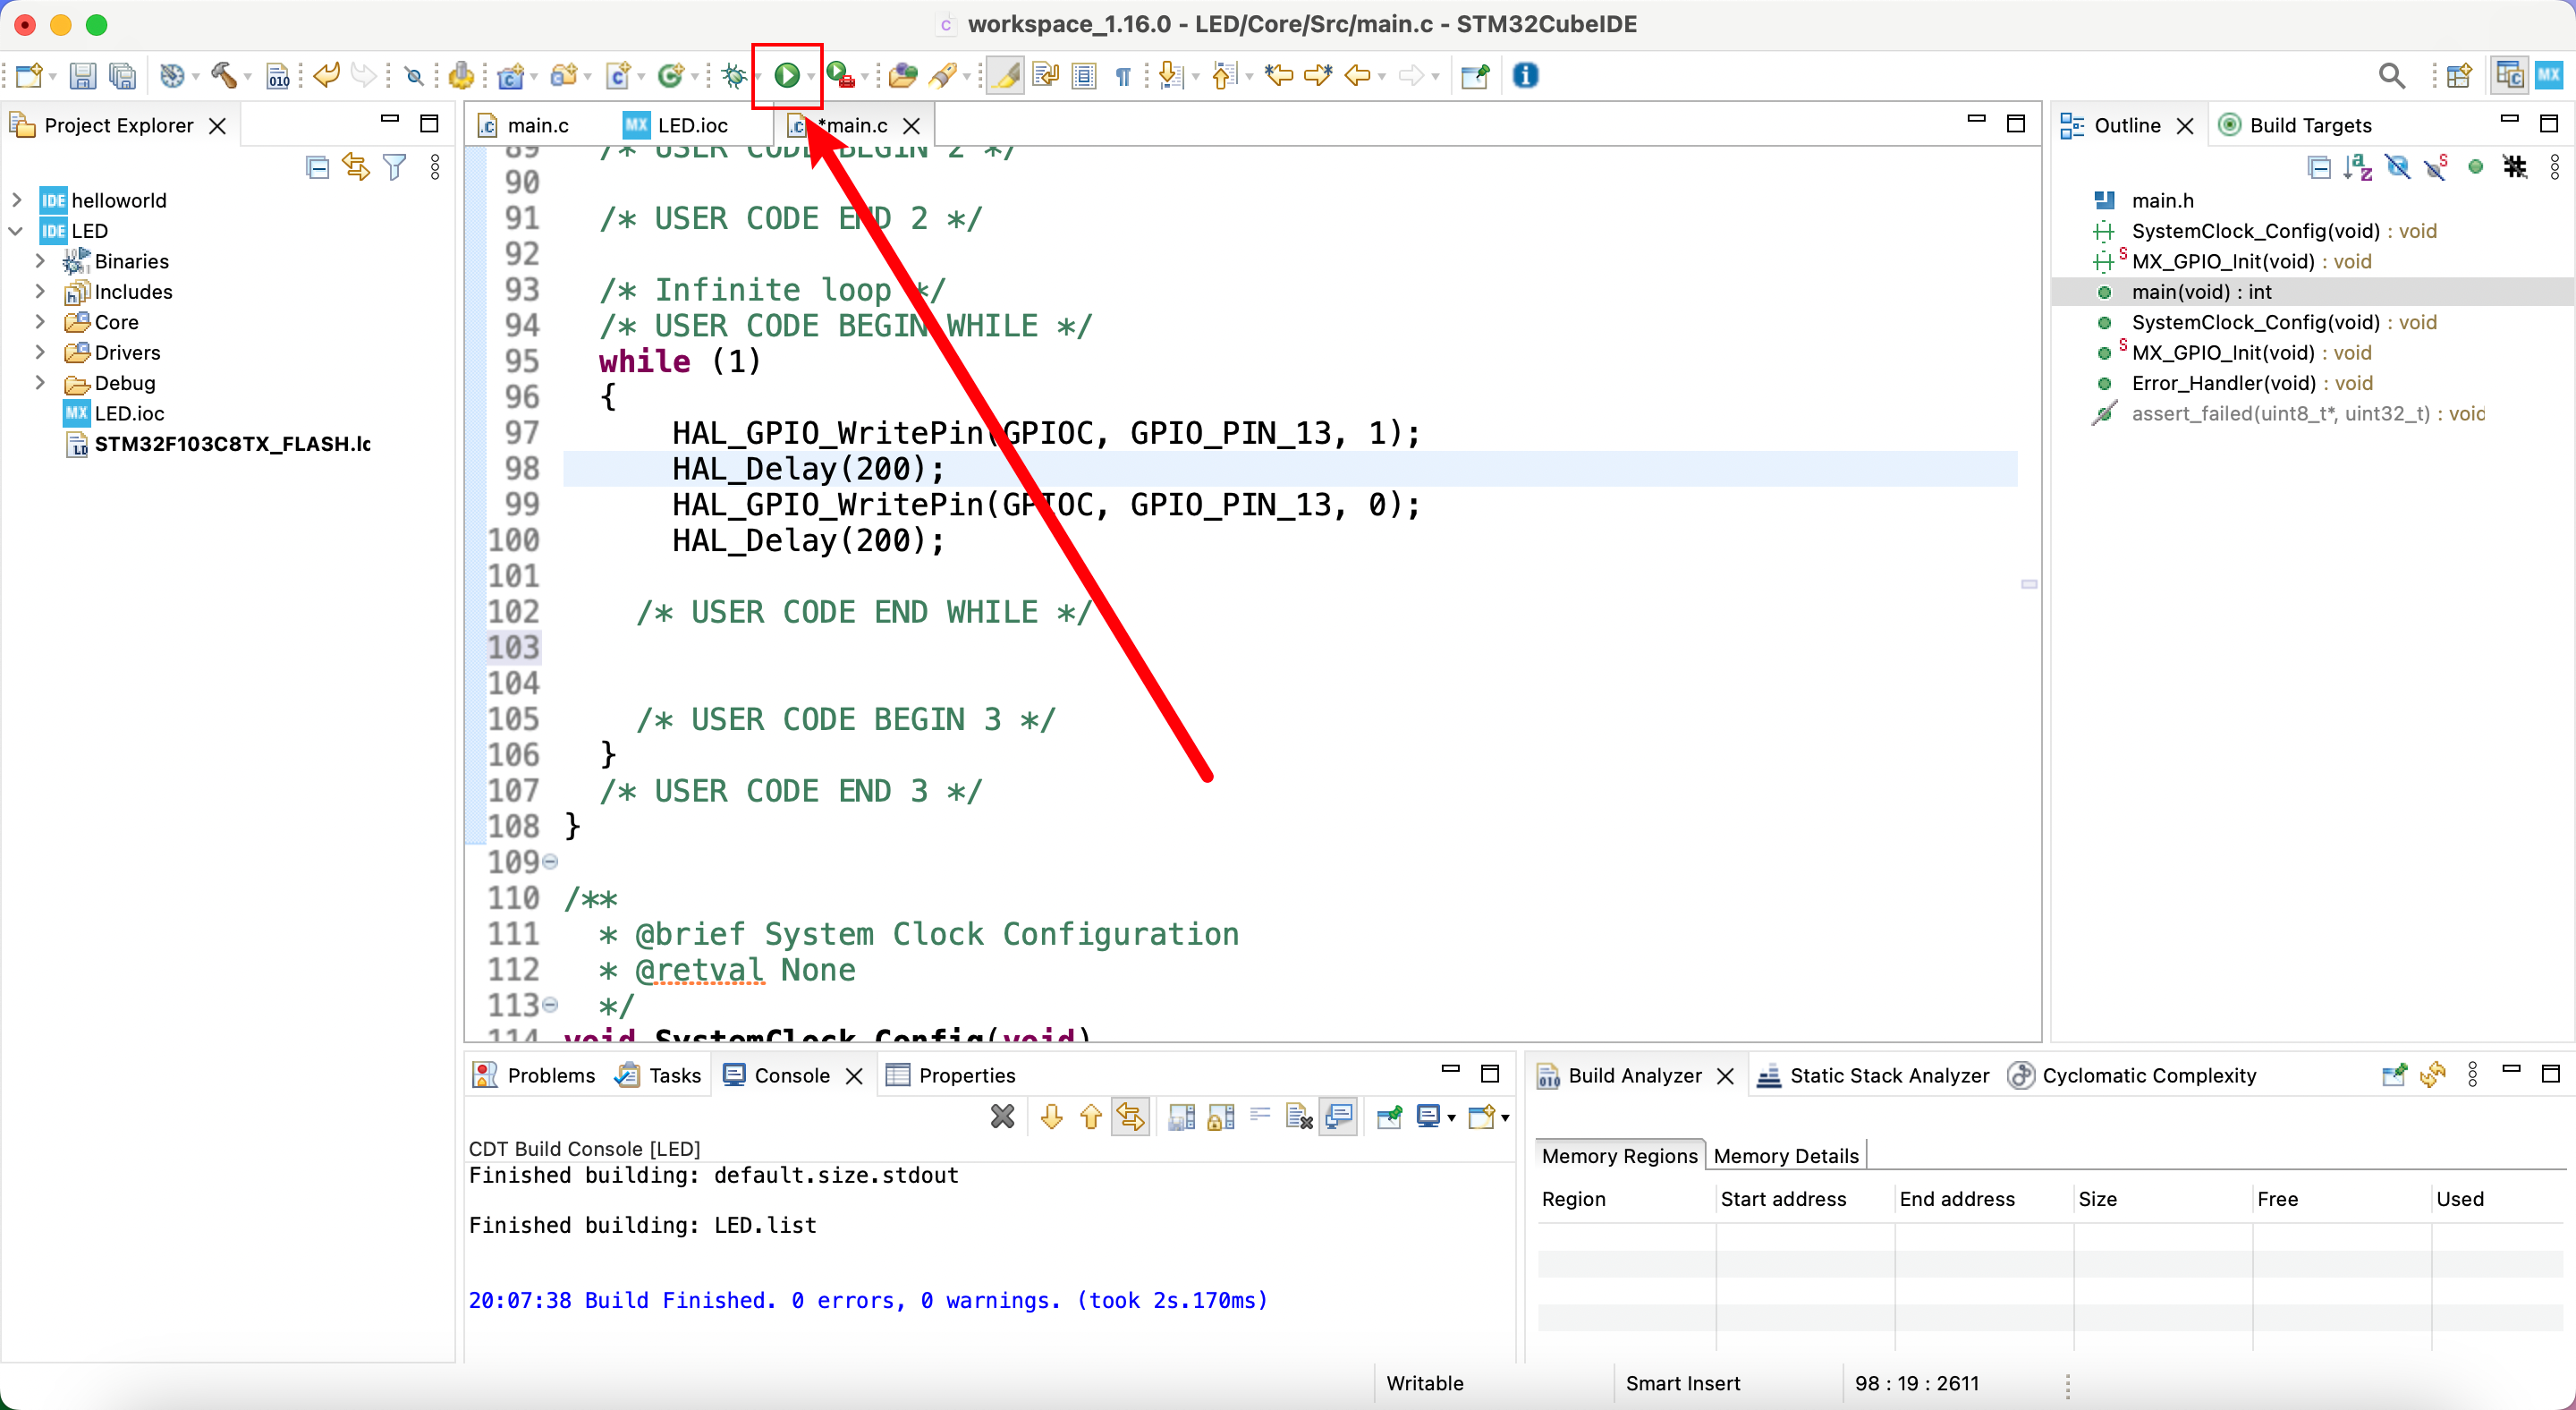 workspace_1.16.0 - LED/Core/Src/main.c - STM32CubeIDE
Project Explorer
helloworld
LED
Binaries
Includes
Core
Drivers
Debug
LED.ioc
STM32F103C8TX_FLASH.lc
main.c
LED.ioc
*main.c
89 /* USER CODE BEGIN 2 */
90
91 /* USER CODE END 2 */
92
93 /* Infinite loop */
94 /* USER CODE BEGIN WHILE */
95 while (1)
96 {
97 HAL_GPIO_WritePin(GPIOC, GPIO_PIN_13, 1);
98 HAL_Delay(200);
99 HAL_GPIO_WritePin(GPIOC, GPIO_PIN_13, 0);
100 HAL_Delay(200);
101
102 /* USER CODE END WHILE */
103
104
105 /* USER CODE BEGIN 3 */
106 }
107 /* USER CODE END 3 */
108 }
109
110 /**
111 * @brief System Clock Configuration
112 * @retval None
113 */
114 void SystemClock_Config(void)
Outline
Build Targets
main.h
SystemClock_Config(void) : void
MX_GPIO_Init(void) : void
main(void) : int
SystemClock_Config(void) : void
MX_GPIO_Init(void) : void
Error_Handler(void) : void
assert_failed(uint8_t*, uint32_t) : void
Problems
Tasks
Console
Properties
CDT Build Console [LED]
Finished building: default.size.stdout
Finished building: LED.list
20:07:38 Build Finished. 0 errors, 0 warnings. (took 2s.170ms)
Build Analyzer
Static Stack Analyzer
Cyclomatic Complexity
Memory Regions
Memory Details
Region Start address End address Size Free Used
Writable
Smart Insert
98 : 19 : 2611